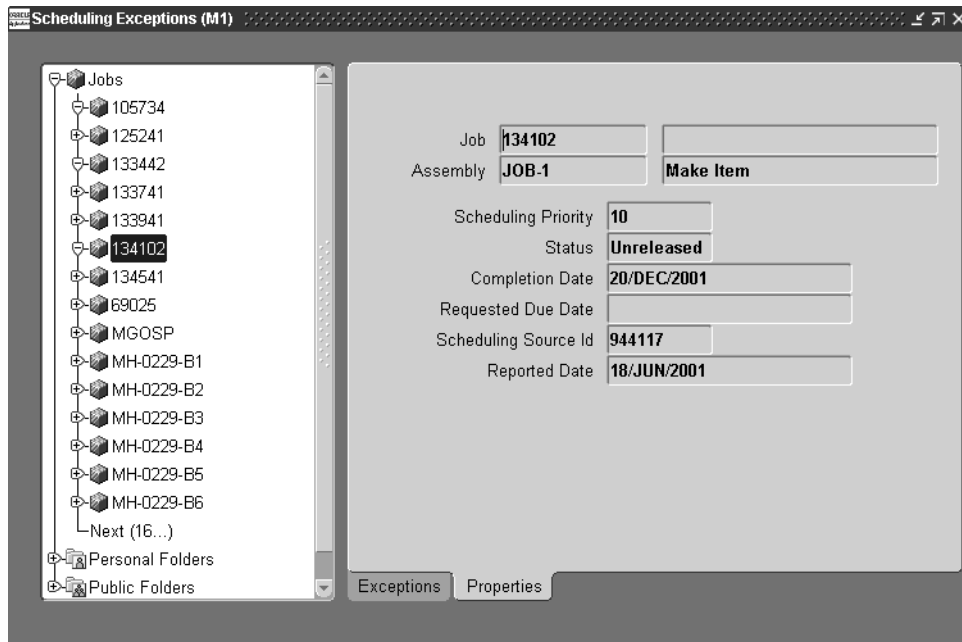 ORACLE
Scheduling Exceptions (M1)
Jobs
105734
125241
133442
133741
133941
134102
134541
69025
MGOSP
MH-0229-B1
MH-0229-B2
MH-0229-B3
MH-0229-B4
MH-0229-B5
MH-0229-B6
Next (16...)
Personal Folders
Public Folders
Job 134102
Assembly JOB-1 Make Item
Scheduling Priority 10
Status Unreleased
Completion Date 20/DEC/2001
Requested Due Date
Scheduling Source Id 944117
Reported Date 18/JUN/2001
Exceptions Properties